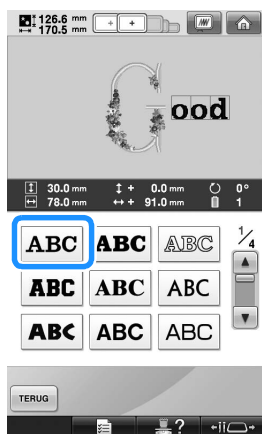 126.6 mm
170.5 mm
Good
30.0 mm + 0.0 mm 0°
78.0 mm + 91.0 mm 1
ABC ABC ABC 1/4
ABC ABC ABC
ABC ABC ABC
TERUG
?